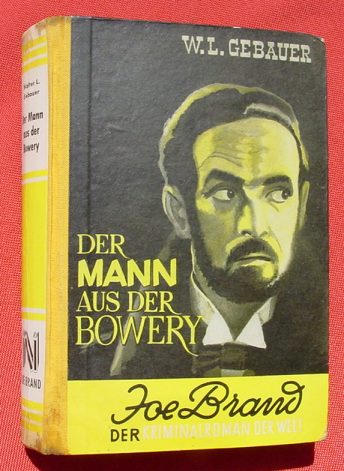 W. L. GEBAUER
DER
MANN
AUS DER
BOWERY
Joe Brand
DER KRIMINALROMAN DER WELT
Walter L.
Gebauer
Der Mann
aus der
Bowery
BRAND